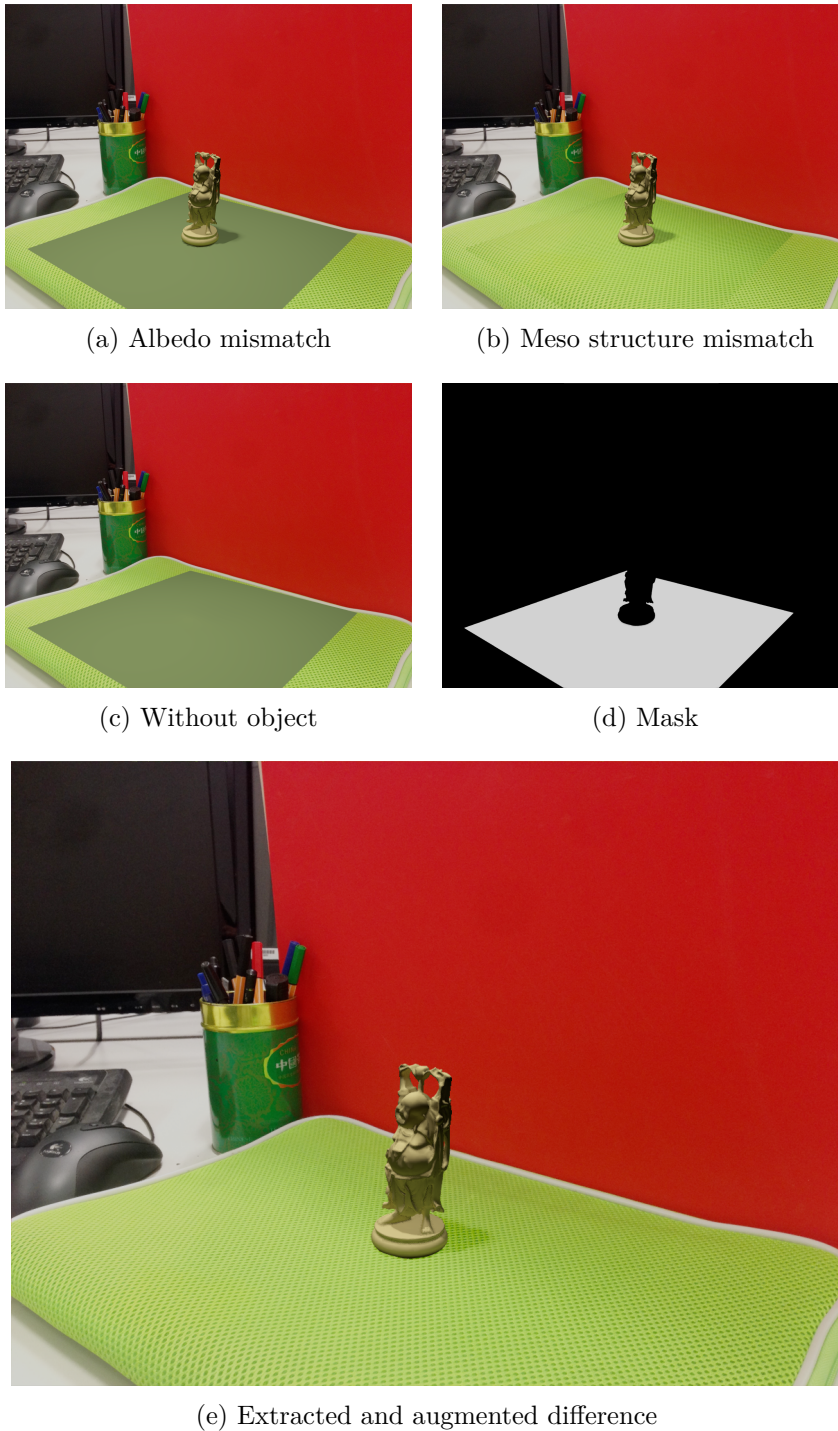 (a) Albedo mismatch
(b) Meso structure mismatch
(c) Without object
(d) Mask
(e) Extracted and augmented difference